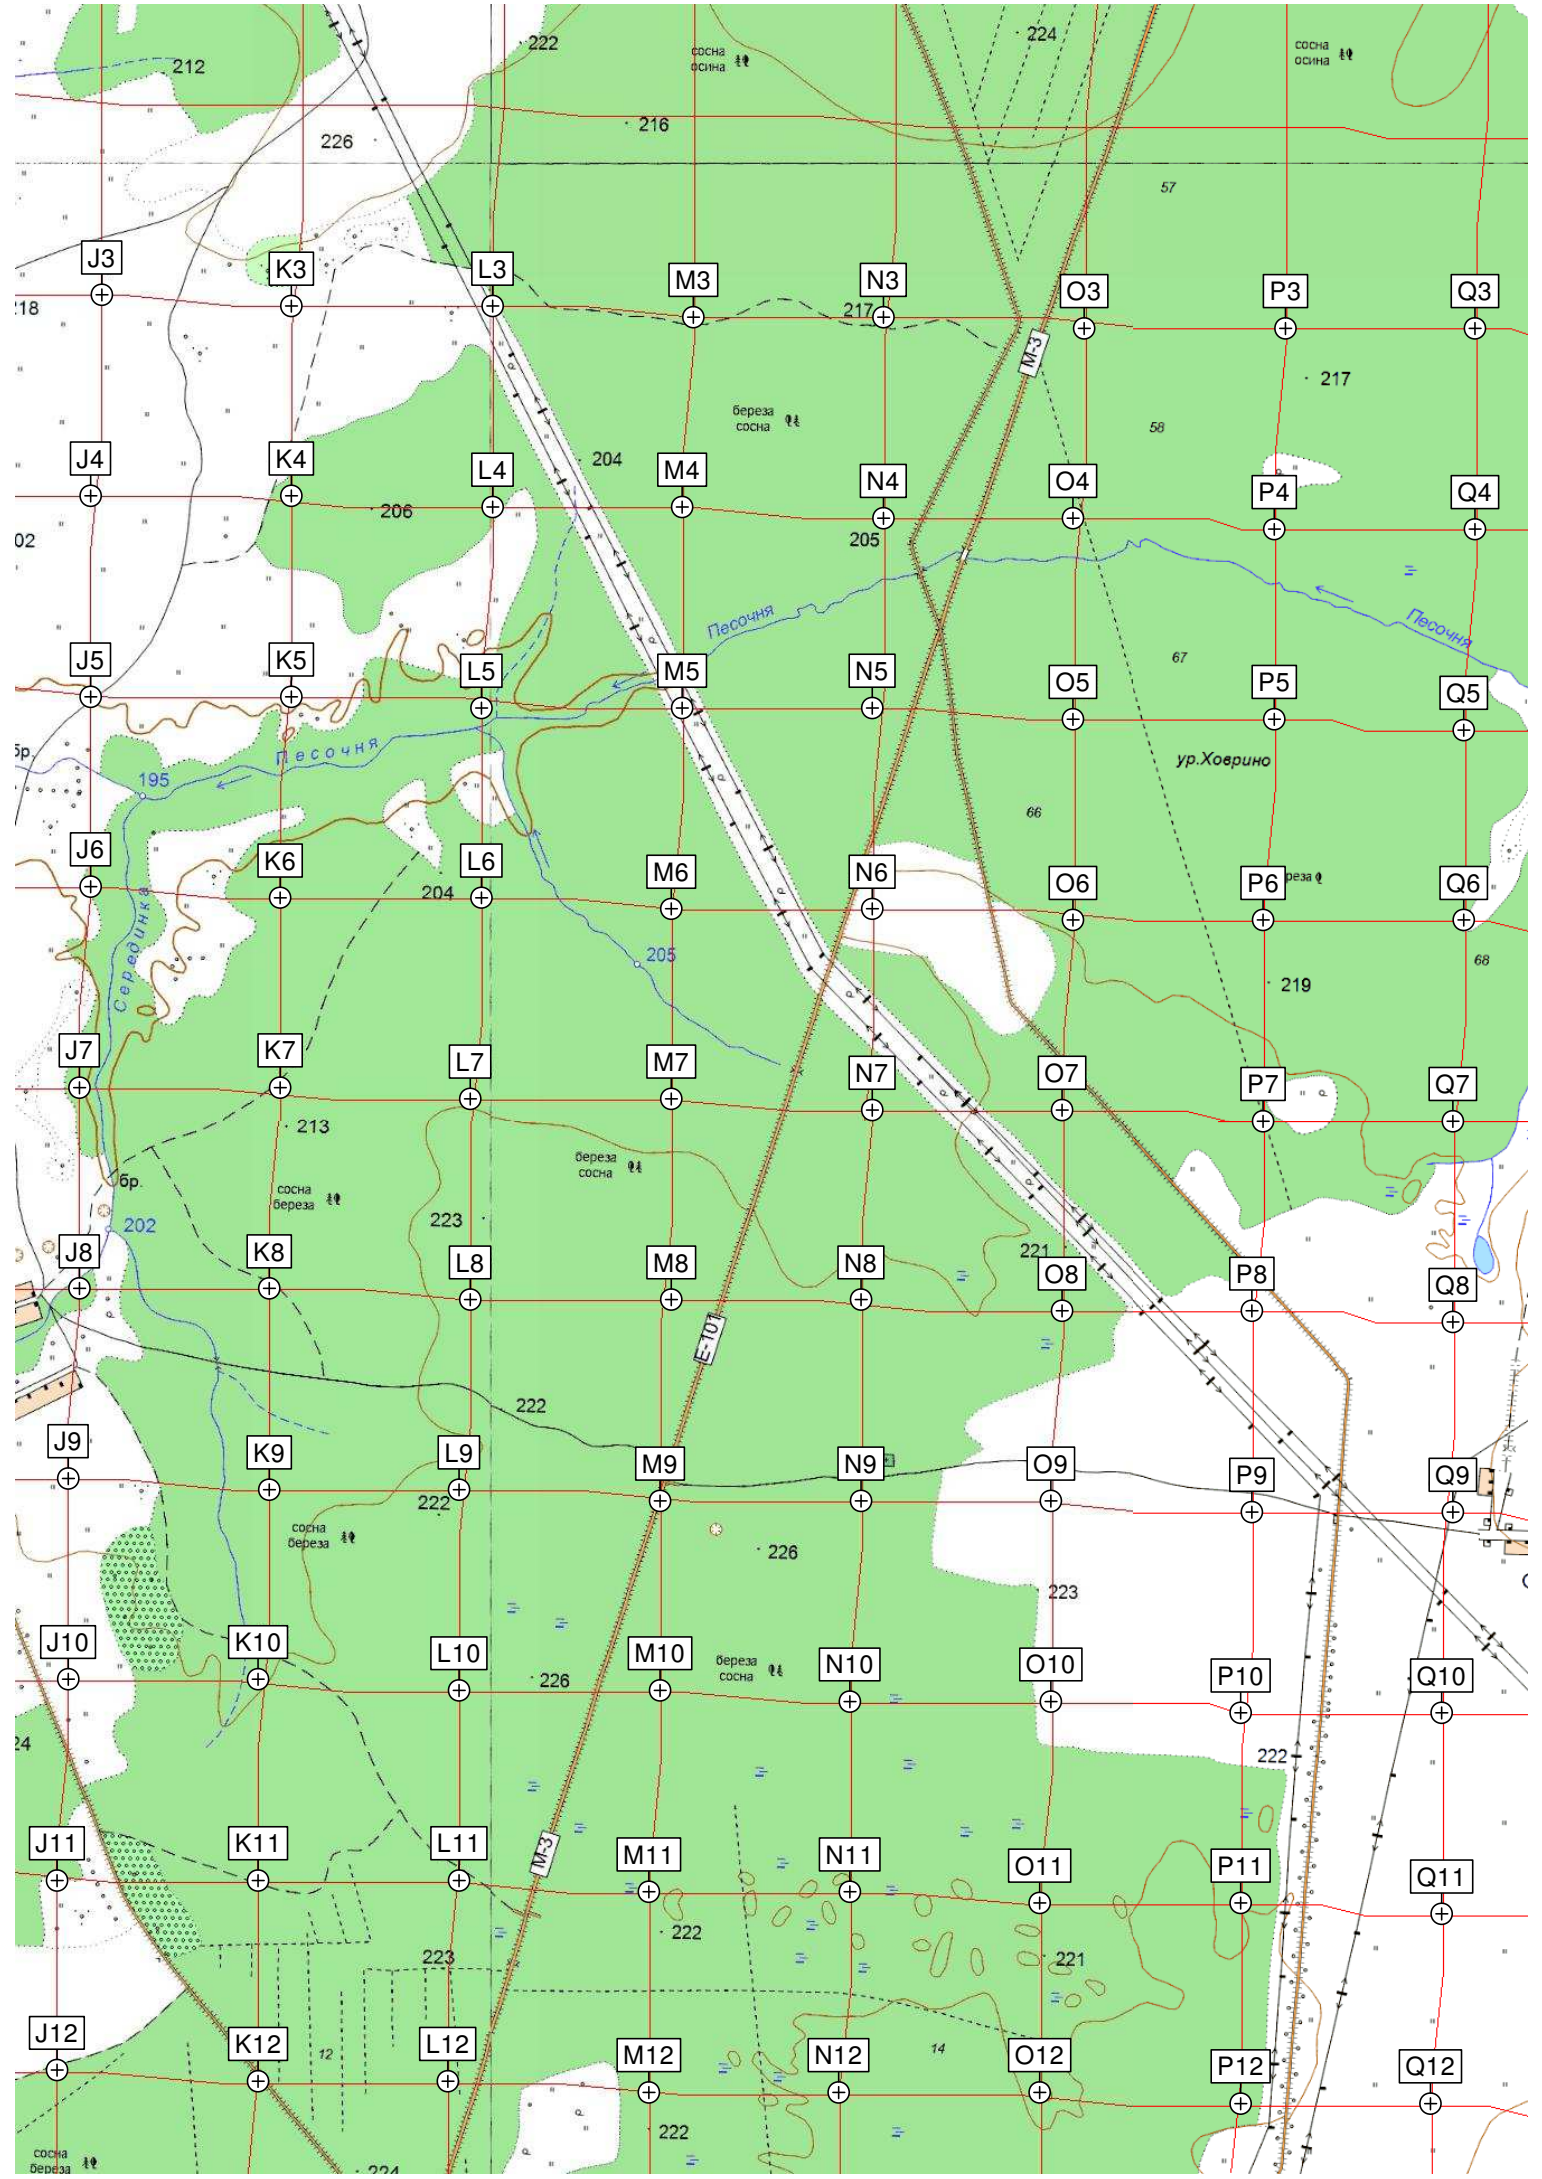 212
222
сосна
осина
224
сосна
осина
226
216
57
J3
K3
L3
M3
N3
O3
P3
Q3
218
217
М-3
217
береза
сосна
58
J4
K4
L4
204
M4
N4
O4
P4
Q4
206
02
205
Песочня
Песочня
67
J5
K5
L5
M5
N5
O5
P5
Q5
бр.
Песочня
195
ур.Ховрино
66
J6
K6
L6
M6
N6
O6
P6
реза
Q6
204
Серединка
205
68
219
J7
K7
L7
M7
N7
O7
P7
Q7
213
береза
сосна
бр.
сосна
береза
202
223
221
J8
K8
L8
M8
N8
O8
P8
Q8
Е-101
222
J9
K9
L9
M9
N9
O9
P9
Q9
222
сосна
береза
226
223
J10
K10
L10
M10
береза
сосна
N10
O10
P10
Q10
226
24
222
J11
K11
L11
М-3
M11
N11
O11
P11
Q11
222
223
221
J12
K12
12
L12
M12
N12
14
O12
P12
Q12
222
сосна
береза
224